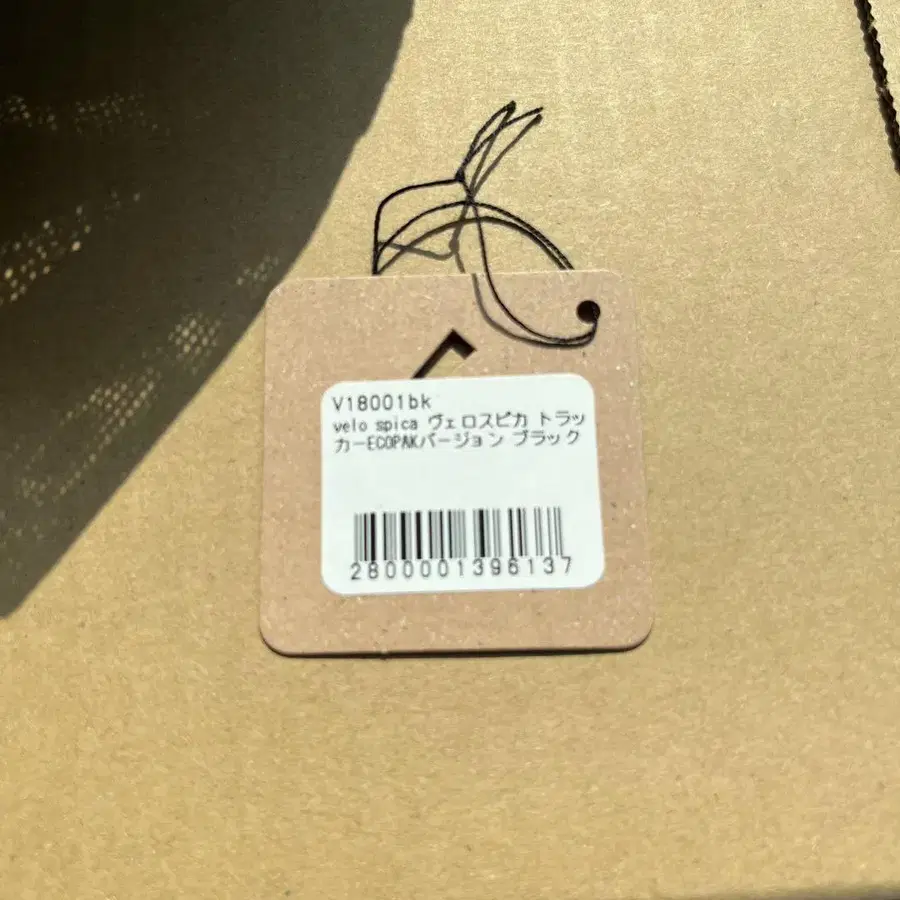 V18001bk
velo spica ヴェロスピカ トラッ
カーECOPAKバージョン ブラック
2800001396137